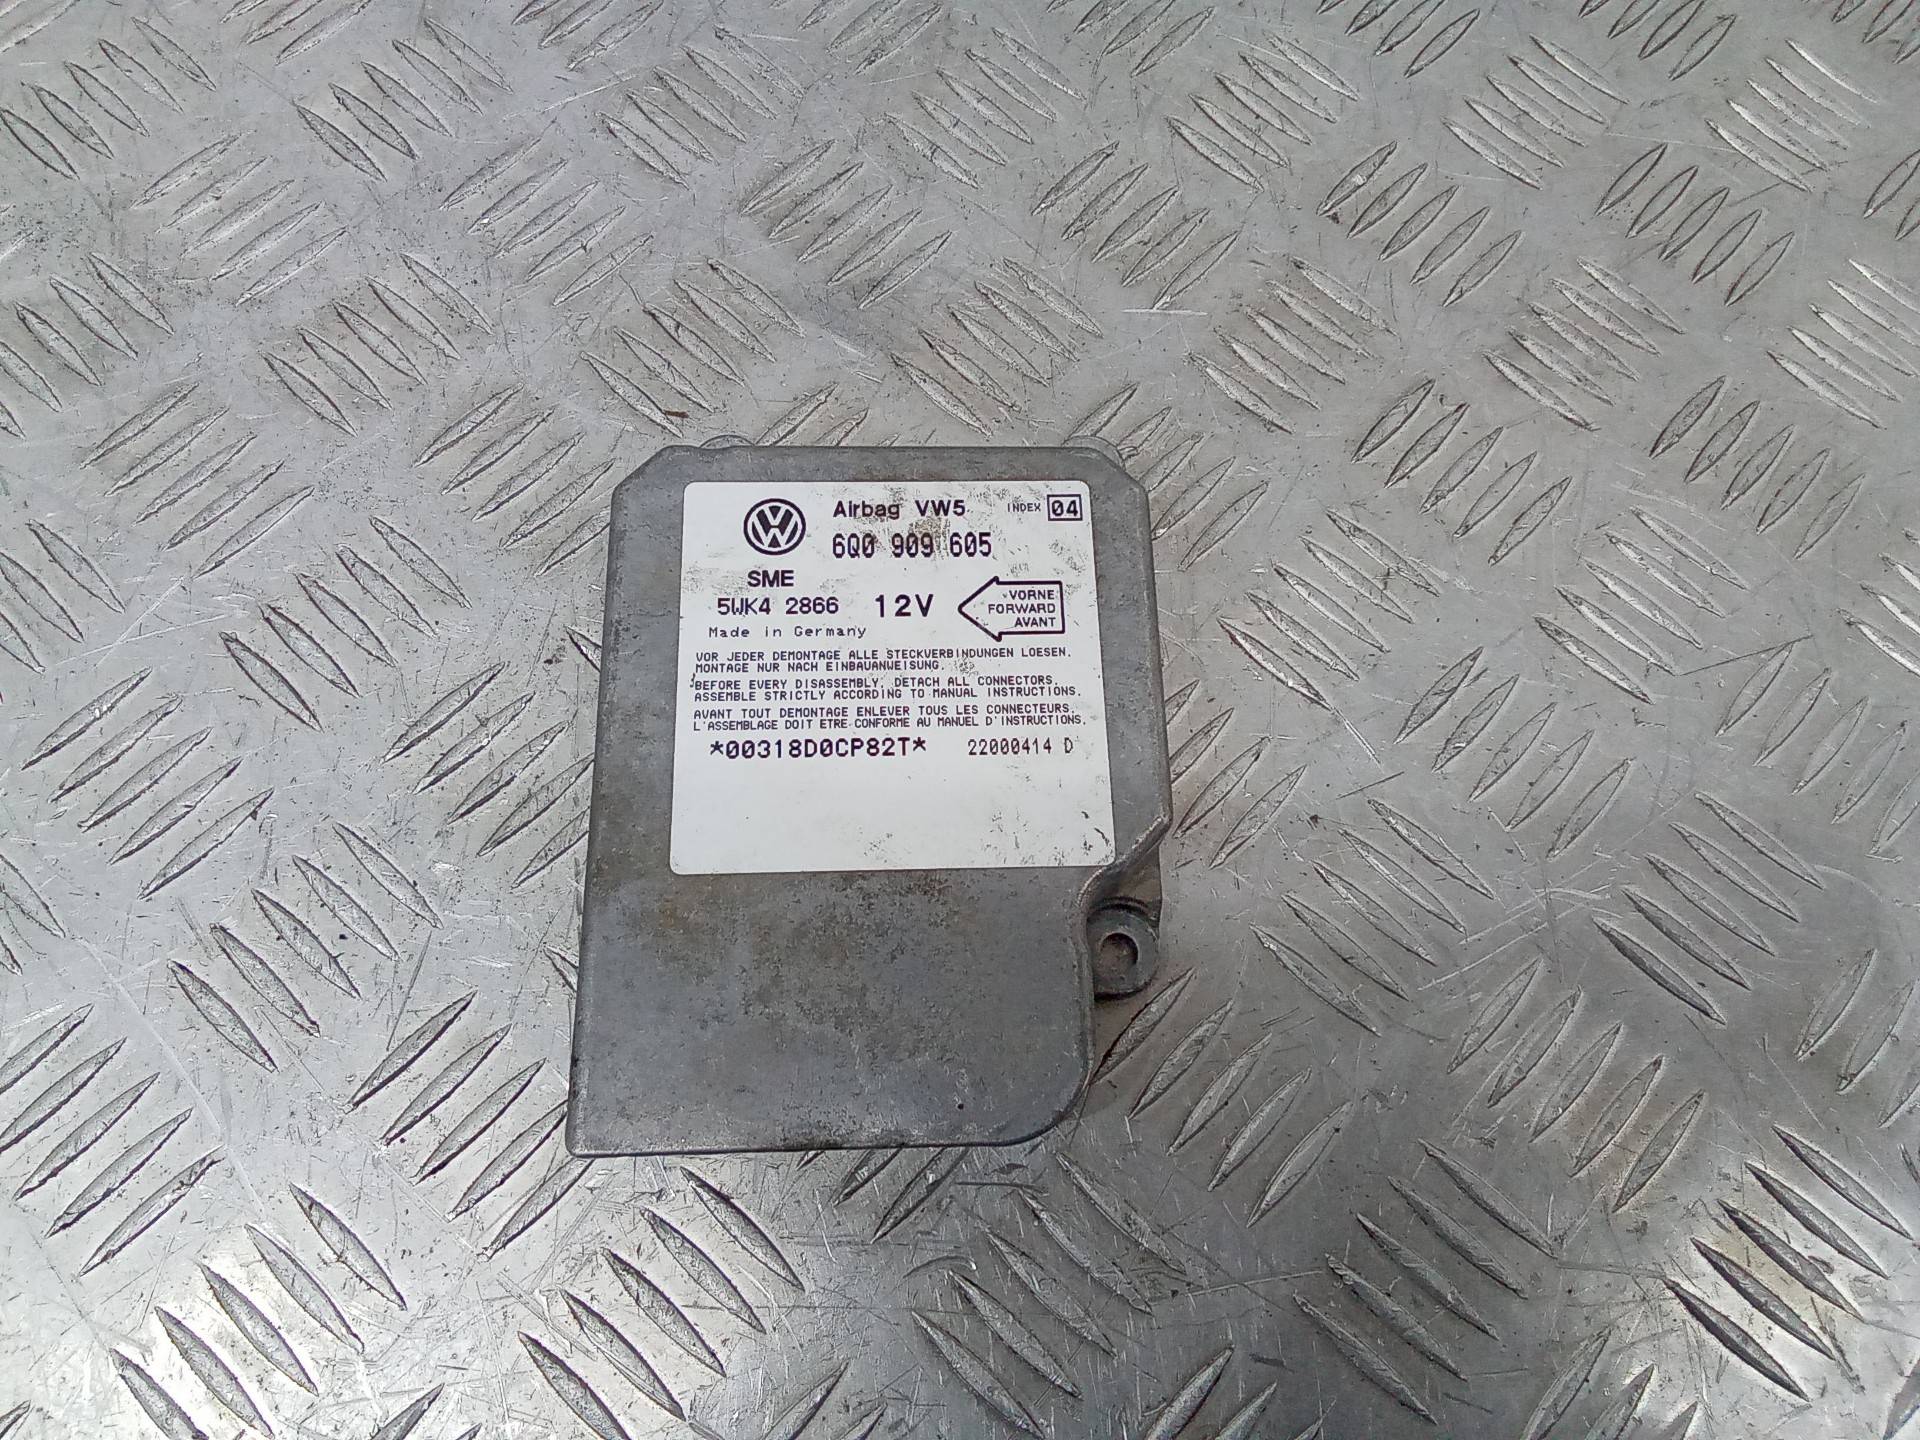 VW
Airbag VW5
INDEX 04
6Q0 909 605
SME
5WK4 2866 12V
VORNE
FORWARD
AVANT
Made in Germany
VOR JEDER DEMONTAGE ALLE STECKVERBINDUNGEN LOESEN.
MONTAGE NUR NACH EINBAUANWEISUNG.
BEFORE EVERY DISASSEMBLY, DETACH ALL CONNECTORS.
ASSEMBLE STRICTLY ACCORDING TO MANUAL INSTRUCTIONS.
AVANT TOUT DEMONTAGE ENLEVER TOUS LES CONNECTEURS.
L'ASSEMBLAGE DOIT ETRE CONFORME AU MANUEL D'INSTRUCTIONS.
*00318D0CP82T* 22000414 D